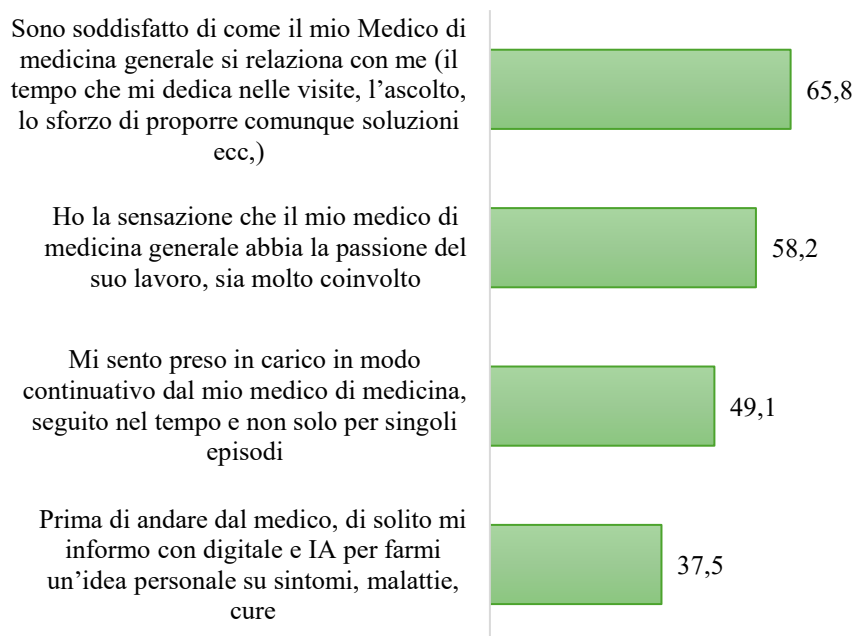 Sono soddisfatto di come il mio Medico di
medicina generale si relaziona con me (il
tempo che mi dedica nelle visite, l’ascolto,
lo sforzo di proporre comunque soluzioni
ecc,)
65,8
Ho la sensazione che il mio medico di
medicina generale abbia la passione del
suo lavoro, sia molto coinvolto
58,2
Mi sento preso in carico in modo
continuativo dal mio medico di medicina,
seguito nel tempo e non solo per singoli
episodi
49,1
Prima di andare dal medico, di solito mi
informo con digitale e IA per farmi
un’idea personale su sintomi, malattie,
cure
37,5